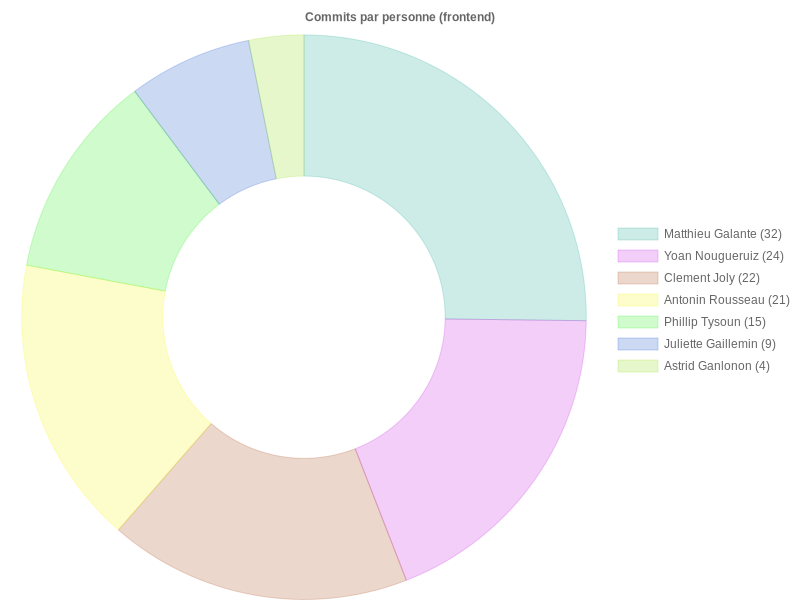 Commits par personne (frontend)
Matthieu Galante (32)
Yoan Nougueruiz (24)
Clement Joly (22)
Antonin Rousseau (21)
Phillip Tysoun (15)
Juliette Gaillemin (9)
Astrid Ganlonon (4)